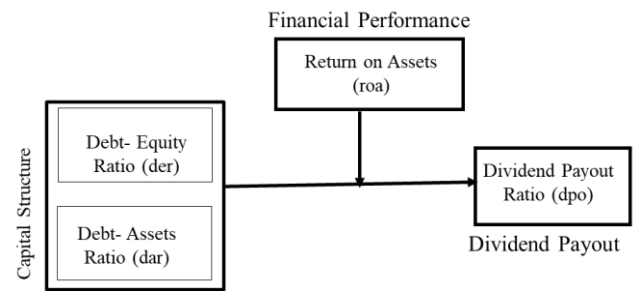 Financial Performance
Return on Assets
(roa)
Capital Structure
Debt- Equity
Ratio (der)
Debt- Assets
Ratio (dar)
Dividend Payout
Ratio (dpo)
Dividend Payout